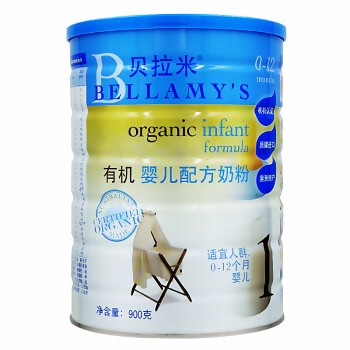 贝拉米®
BELLAMY'S
0-12
months
organic infant
formula
有机 婴儿配方奶粉
AUSTRALIAN
CERTIFIED
ORGANIC
MADE
适宜人群:
0-12个月
婴儿
1
净含量: 900克